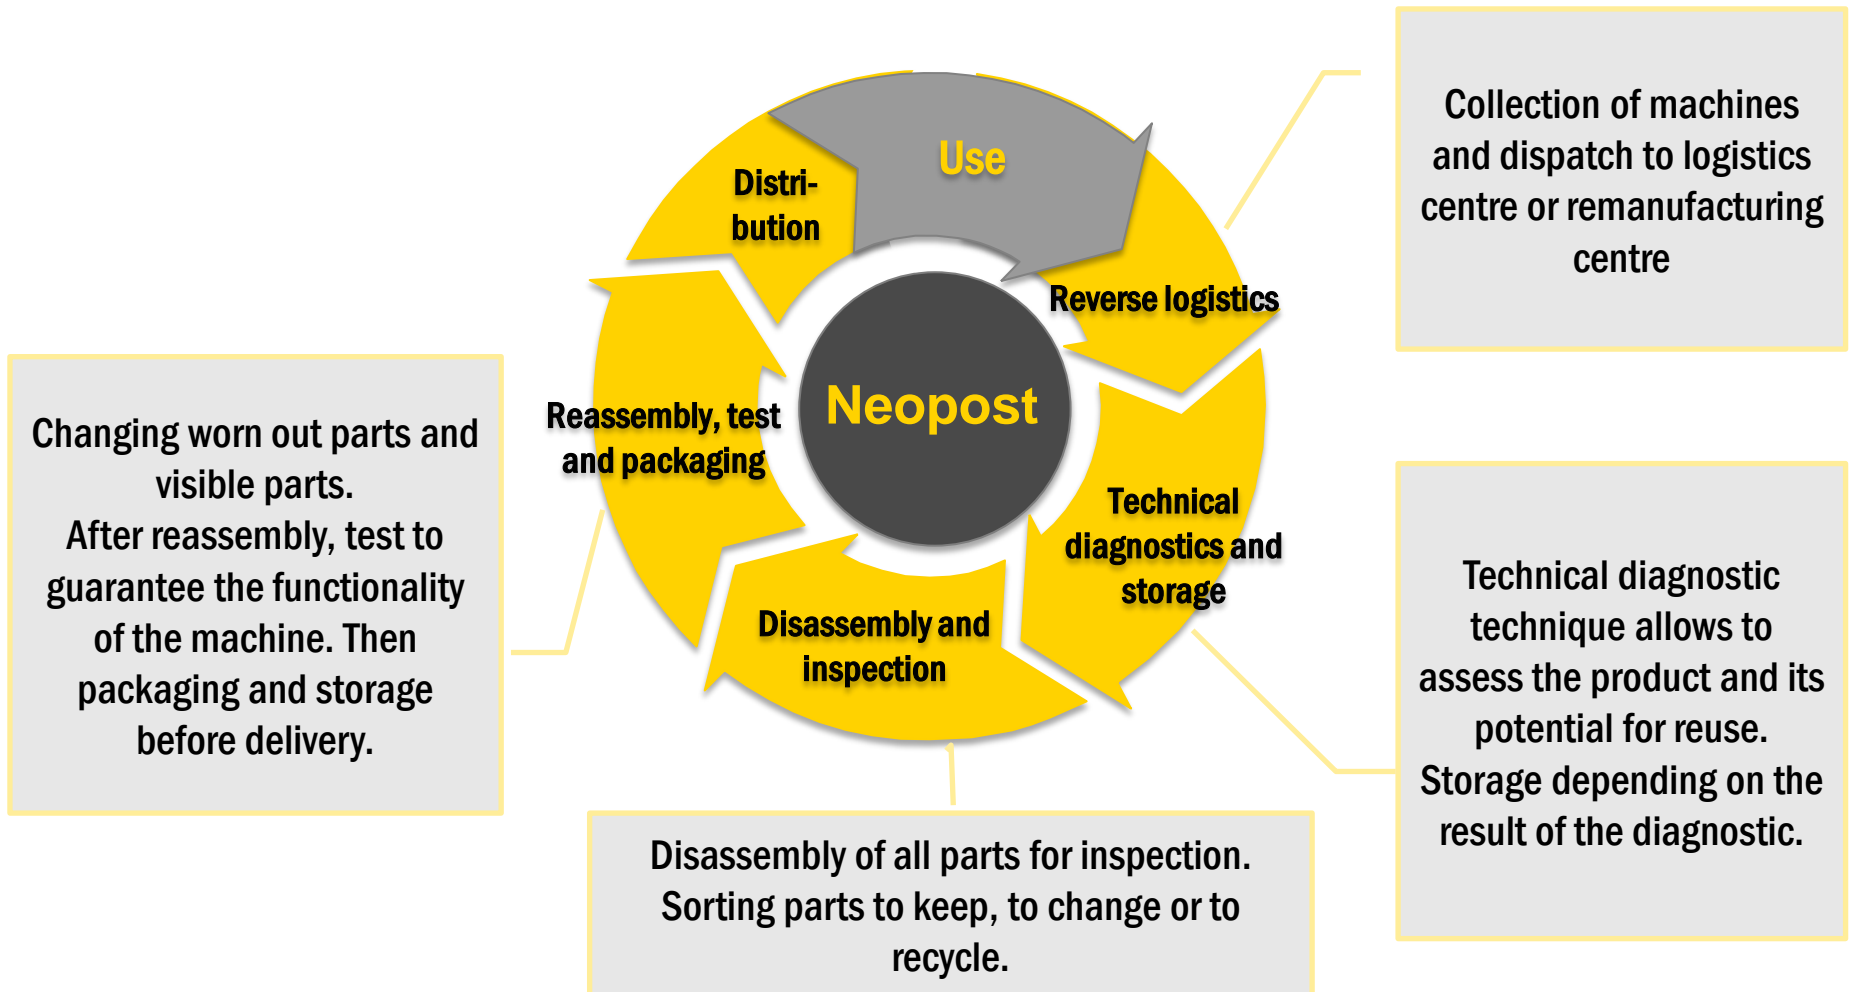 Use
Distri-
bution
Reverse logistics
Neopost
Reassembly, test
and packaging
Technical
diagnostics and
storage
Disassembly and
inspection
Collection of machines
and dispatch to logistics
centre or remanufacturing
centre
Changing worn out parts and
visible parts.
After reassembly, test to
guarantee the functionality
of the machine. Then
packaging and storage
before delivery.
Technical diagnostic
technique allows to
assess the product and its
potential for reuse.
Storage depending on the
result of the diagnostic.
Disassembly of all parts for inspection.
Sorting parts to keep, to change or to
recycle.